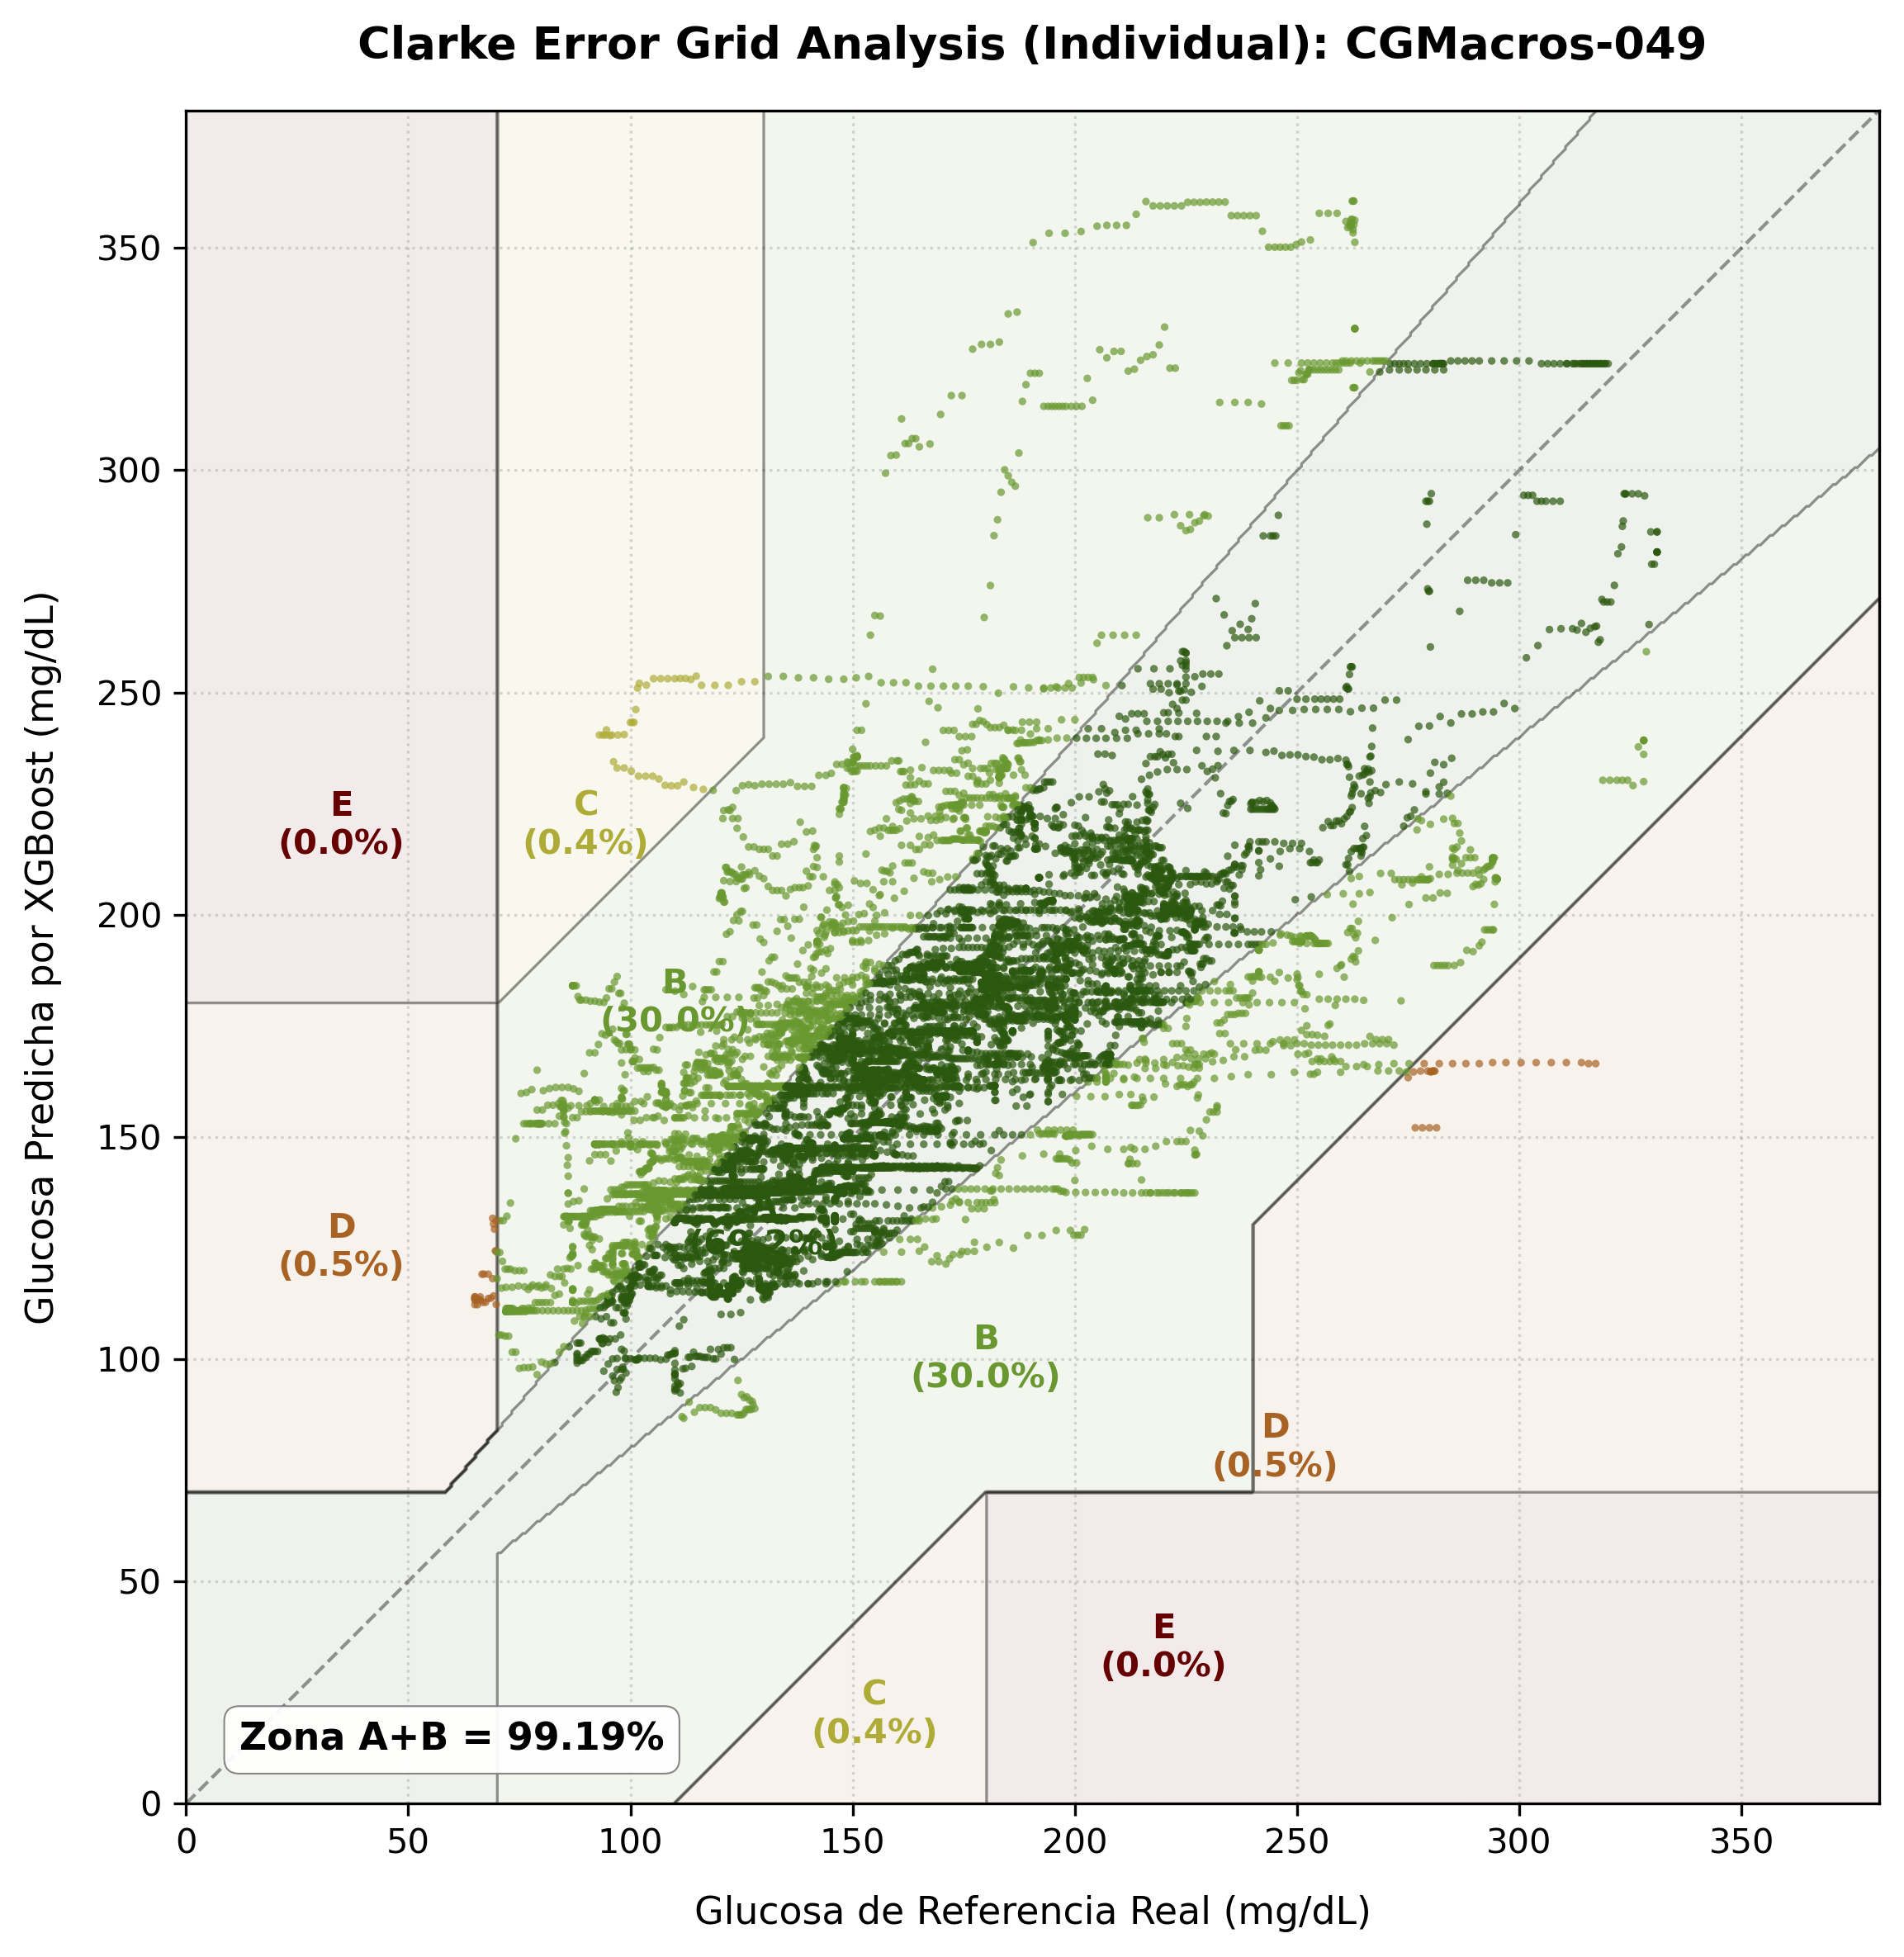 Clarke Error Grid Analysis (Individual): CGMacros-049
Glucosa Predicha por XGBoost (mg/dL)
350
300
250
200
150
100
50
0
E
(0.0%)
C
(0.4%)
B
(30.0%)
D
(0.5%)
B
(30.0%)
D
(0.5%)
E
(0.0%)
C
(0.4%)
Zona A+B = 99.19%
0
50
100
150
200
250
300
350
Glucosa de Referencia Real (mg/dL)